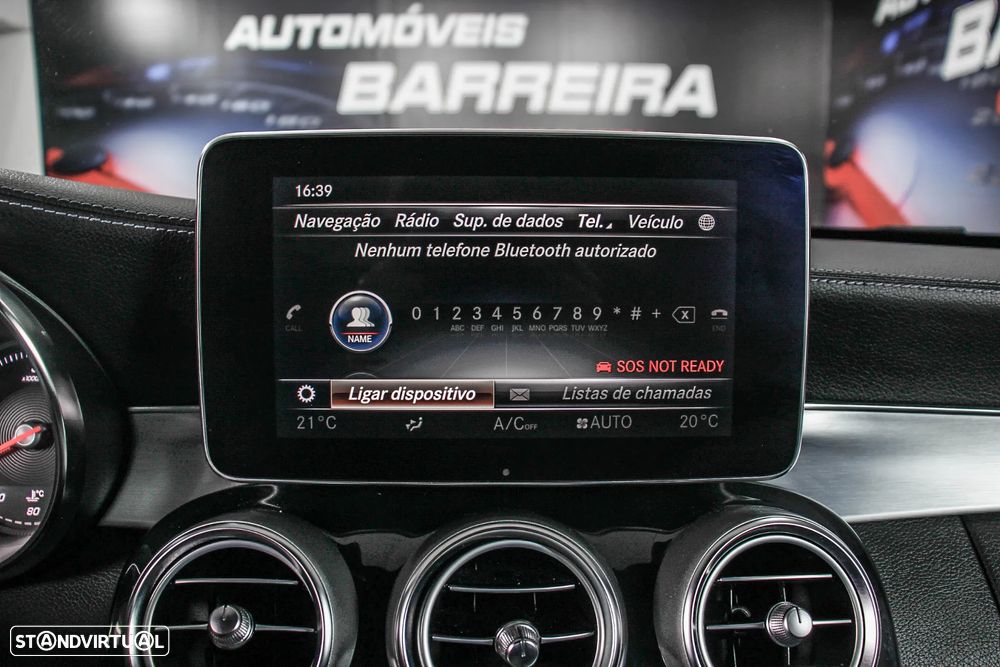 AUTOMÓVEIS
BARREIRA
16:39
Navegação Rádio Sup. de dados Tel. Veículo
Nenhum telefone Bluetooth autorizado
CALL
NAME
0 1 2 3 4 5 6 7 8 9 * # +
ABC DEF GHI JKL MNO PQRS TUV WXYZ
X
END
SOS NOT READY
Ligar dispositivo
Listas de chamadas
21°C
A/C OFF
AUTO
20°C
x1000
°C
80
STANDVIRTUAL